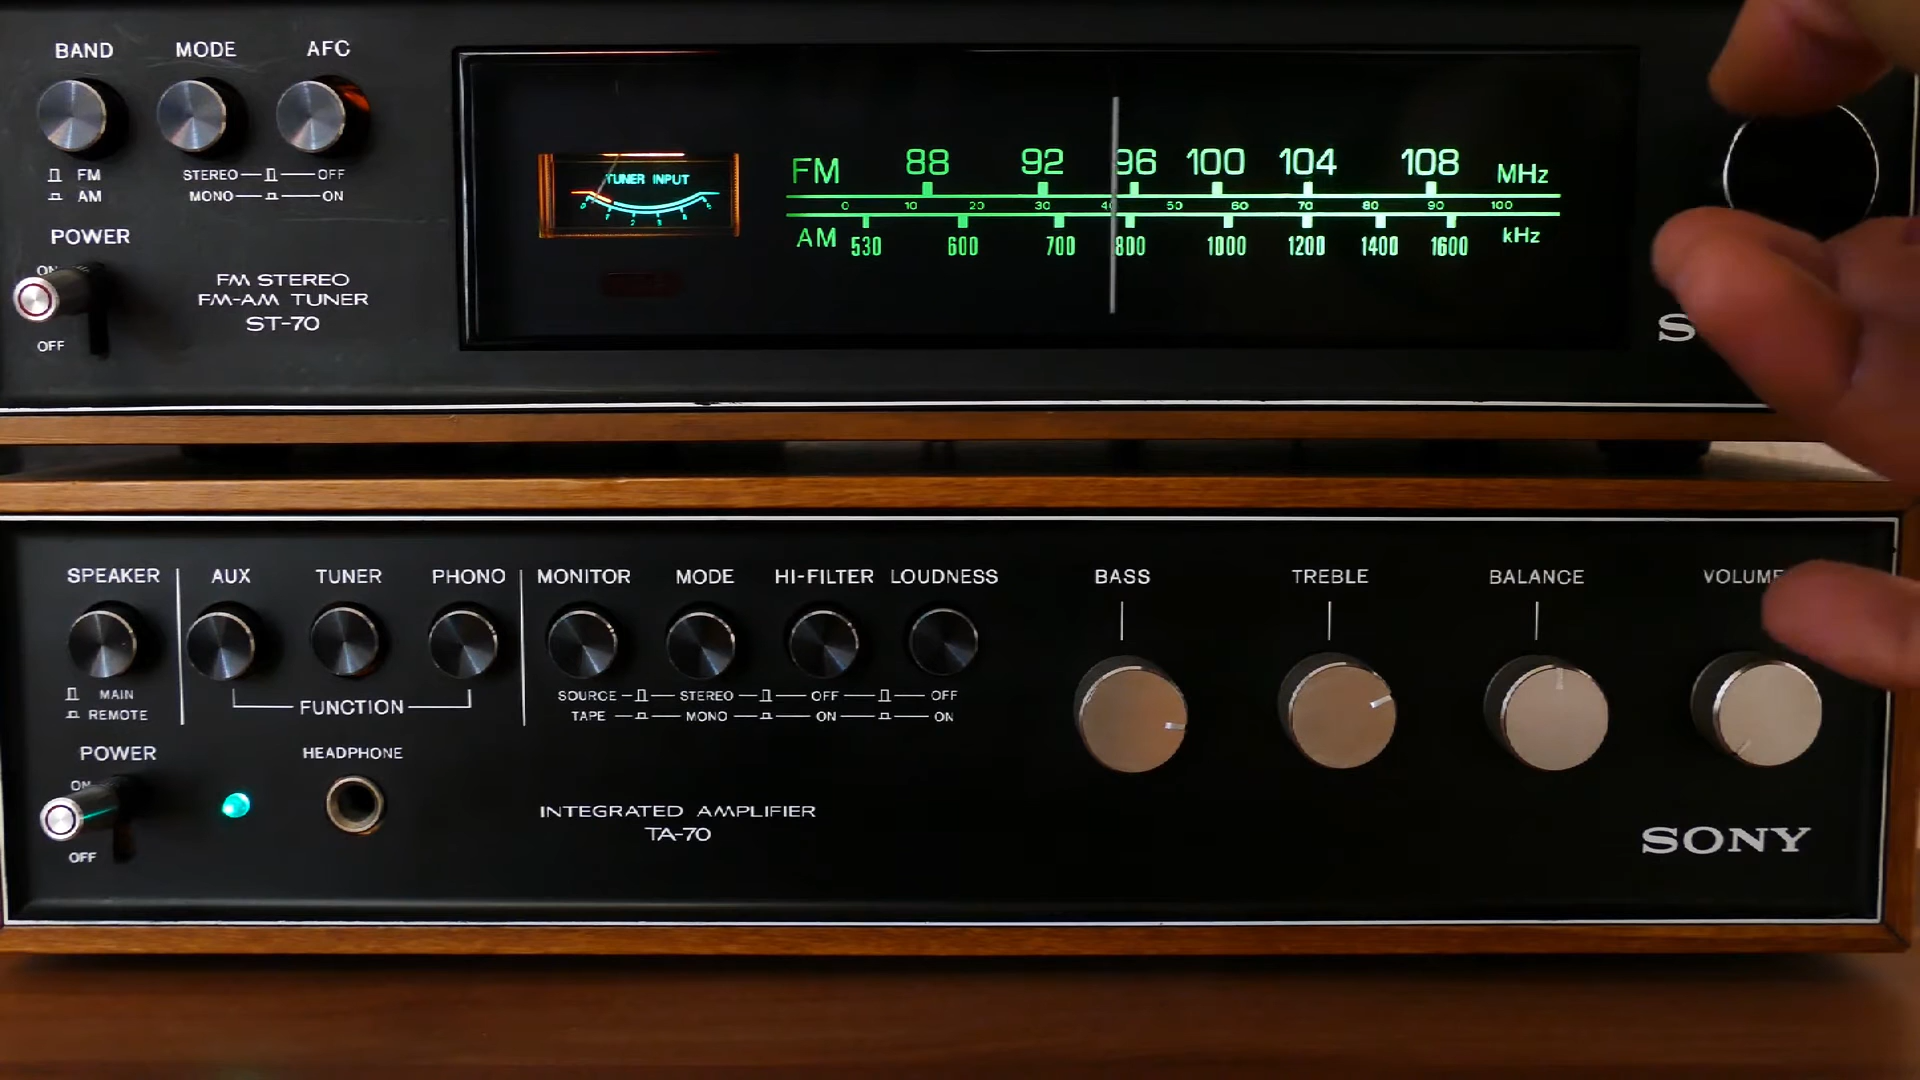 BAND MODE AFC
FM STEREO OFF
AM MONO ON
POWER
ON
OFF
FM STEREO
FM-AM TUNER
ST-70
TUNER INPUT
FM 88 92 96 100 104 108 MHz
0 10 20 30 40 50 60 70 80 90 100
AM 530 600 700 800 1000 1200 1400 1600 kHz
SPEAKER AUX TUNER PHONO MONITOR MODE HI-FILTER LOUDNESS BASS TREBLE BALANCE VOLUME
MAIN SOURCE STEREO OFF OFF
REMOTE TAPE MONO ON ON
FUNCTION
POWER
ON
OFF
HEADPHONE
INTEGRATED AMPLIFIER
TA-70
SONY